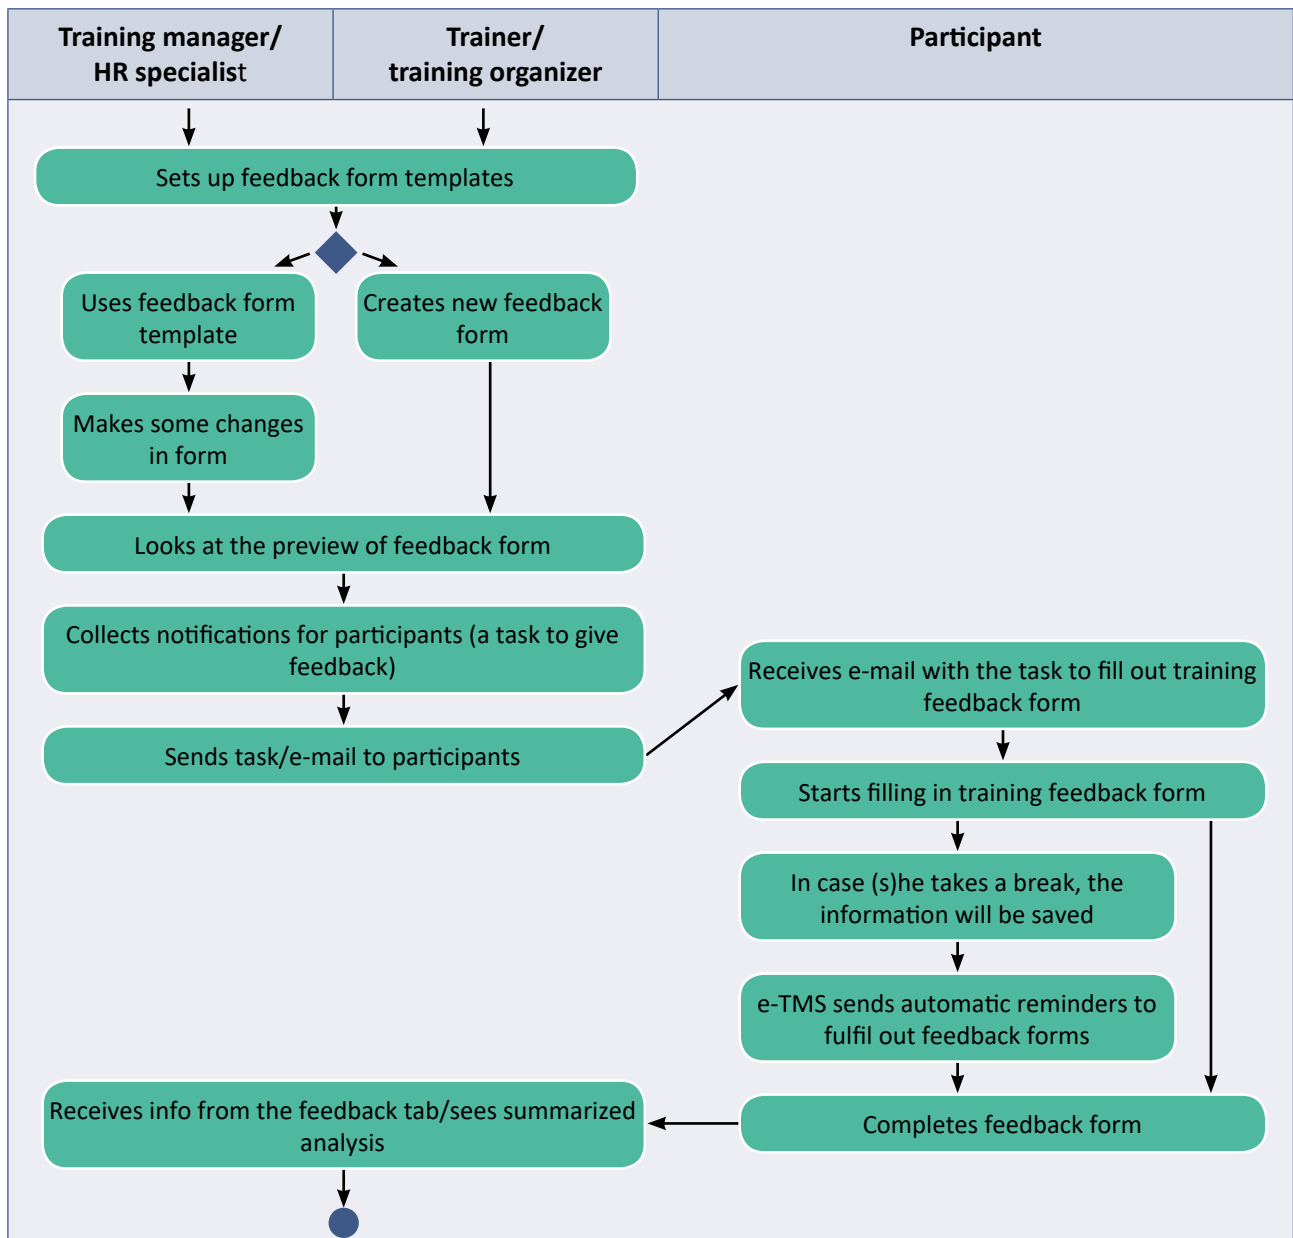 Training manager/
HR specialist
Trainer/
training organizer
Participant
Sets up feedback form templates
Uses feedback form
template
Creates new feedback
form
Makes some changes
in form
Looks at the preview of feedback form
Collects notifications for participants (a task to give
feedback)
Receives e-mail with the task to fill out training
feedback form
Sends task/e-mail to participants
Starts filling in training feedback form
In case (s)he takes a break, the
information will be saved
e-TMS sends automatic reminders to
fulfil out feedback forms
Receives info from the feedback tab/sees summarized
analysis
Completes feedback form